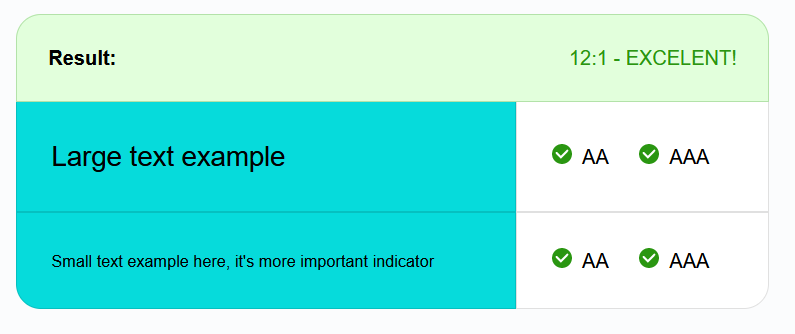 Result: 12:1 - EXCELENT!
Large text example AA AAA
Small text example here, it's more important indicator AA AAA